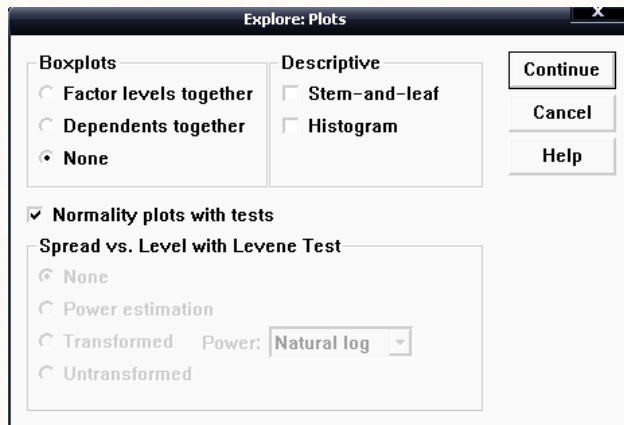 Explore: Plots
X
Boxplots
Factor levels together
Dependents together
None
Descriptive
Stem-and-leaf
Histogram
Continue
Cancel
Help
Normality plots with tests
Spread vs. Level with Levene Test
None
Power estimation
Transformed Power: Natural log
Untransformed